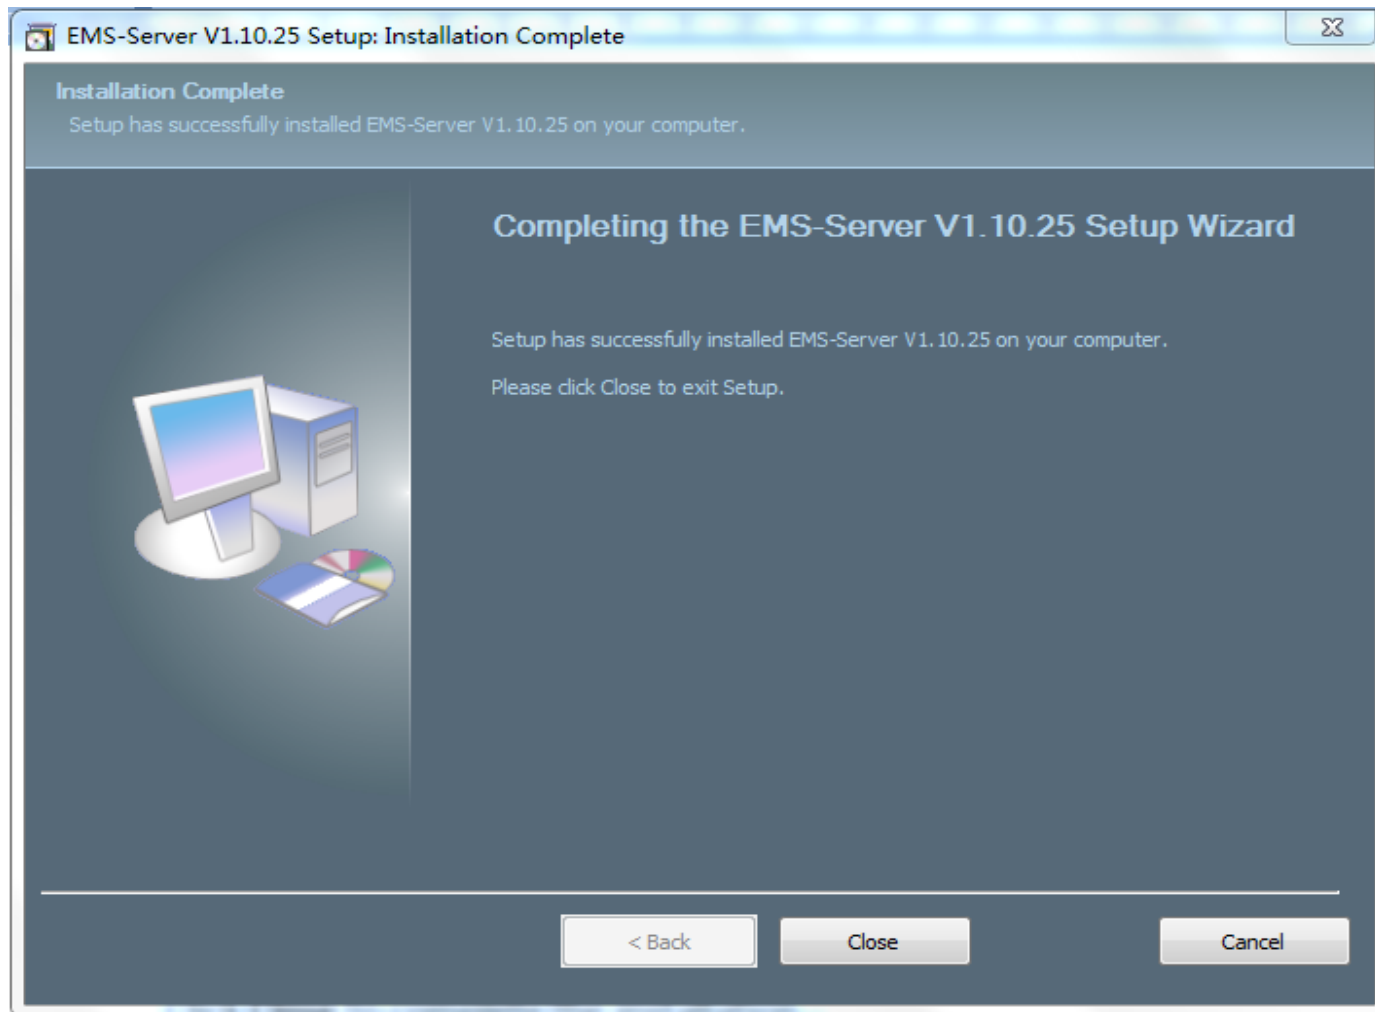 EMS-Server V1.10.25 Setup: Installation Complete
Installation Complete
Setup has successfully installed EMS-Server V1.10.25 on your computer.
Completing the EMS-Server V1.10.25 Setup Wizard
Setup has successfully installed EMS-Server V1.10.25 on your computer.
Please click Close to exit Setup.
< Back
Close
Cancel